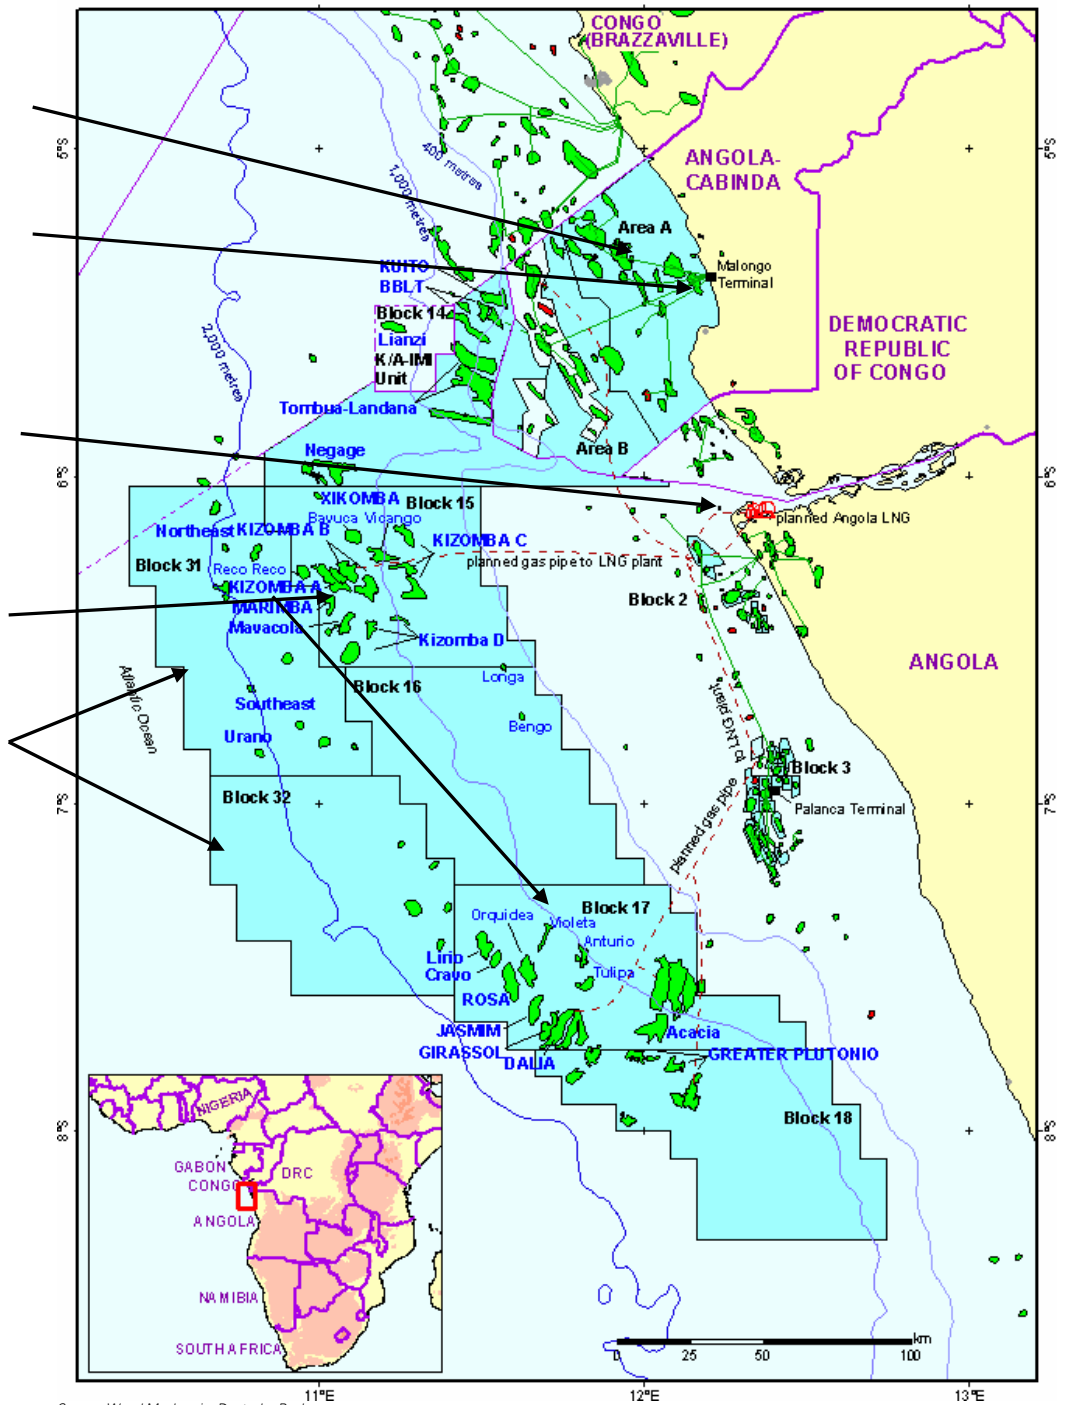 CONGO
(BRAZZAVILLE)
5°S
5°S
400 metres
1,000 metres
ANGOLA-
CABINDA
Area A
KUITO
BBLT
Malongo
Terminal
Block 14
Lianzi
K/A-IMI
Unit
2,000 metres
DEMOCRATIC
REPUBLIC
OF CONGO
Tombua-Landana
Area B
Negage
6°S
6°S
XIKOMBA
Block 15
Bavuca Vicango
planned Angola LNG
Northeast
KIZOMBA B
KIZOMBA C
Block 31
Reco Reco
planned gas pipe to LNG plant
KIZOMBA A
Block 2
MARIMBA
Mavacola
Kizomba D
ANGOLA
Atlantic Ocean
Longa
Block 16
Southeast
to LNG plant
Bengo
Urano
Block 3
Block 32
planned gas pipe
Palanca Terminal
7°S
7°S
Block 17
Orquidea
Violeta
Anturio
Lirio
Cravo
Tulipa
ROSA
JASMIM
Acacia
GIRASSOL
DALIA
GREATER PLUTONIO
NIGERIA
Block 18
8°S
8°S
GABON
DRC
CONGO
ANGOLA
NAMIBIA
SOUTH AFRICA
km
0
25
50
100
11°E
12°E
13°E